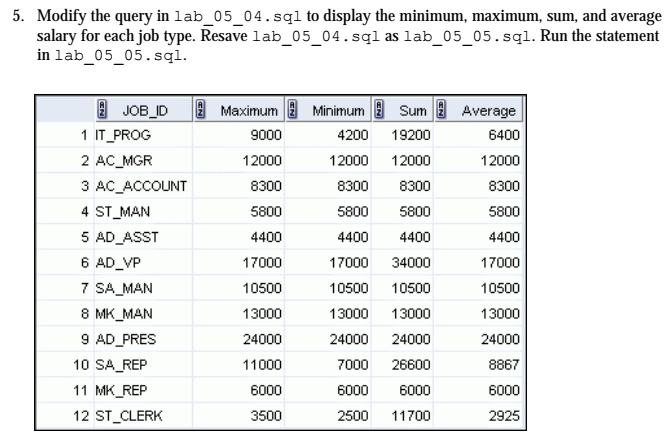 5. Modify the query in lab_05_04.sql to display the minimum, maximum, sum, and average
salary for each job type. Resave lab_05_04.sql as lab_05_05.sql. Run the statement
in lab_05_05.sql.
JOB_ID Maximum Minimum Sum Average
1 IT_PROG 9000 4200 19200 6400
2 AC_MGR 12000 12000 12000 12000
3 AC_ACCOUNT 8300 8300 8300 8300
4 ST_MAN 5800 5800 5800 5800
5 AD_ASST 4400 4400 4400 4400
6 AD_VP 17000 17000 34000 17000
7 SA_MAN 10500 10500 10500 10500
8 MK_MAN 13000 13000 13000 13000
9 AD_PRES 24000 24000 24000 24000
10 SA_REP 11000 7000 26600 8867
11 MK_REP 6000 6000 6000 6000
12 ST_CLERK 3500 2500 11700 2925